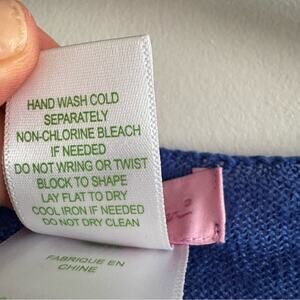 HAND WASH COLD
SEPARATELY
NON-CHLORINE BLEACH
IF NEEDED
DO NOT WRING OR TWIST
BLOCK TO SHAPE
LAY FLAT TO DRY
COOL IRON IF NEEDED
DO NOT DRY CLEAN
FABRIQUE EN
CHINE